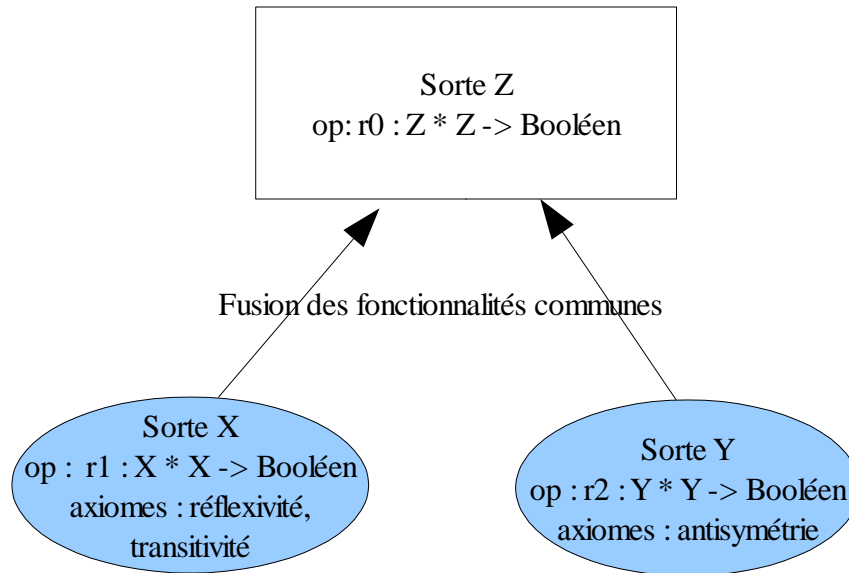 Sorte Z
op: r0 : Z * Z -> Booléen
Fusion des fonctionnalités communes
Sorte X
op : r1 : X * X -> Booléen
axiomes : réflexivité,
transitivité
Sorte Y
op : r2 : Y * Y -> Booléen
axiomes : antisymétrie